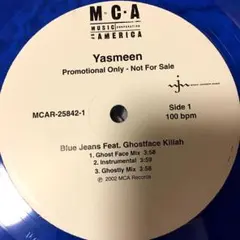 M·C·A
MUSIC CORPORATION
OF AMERICA
Yasmeen
Promotional Only - Not For Sale
MCAR-25842-1
Side 1
100 bpm
Blue Jeans Feat. Ghostface Killah
1. Ghost Face Mix 3:58
2. Instrumental 3:59
3. Ghostly Mix 3:58
Ⓟ 2002 MCA Records